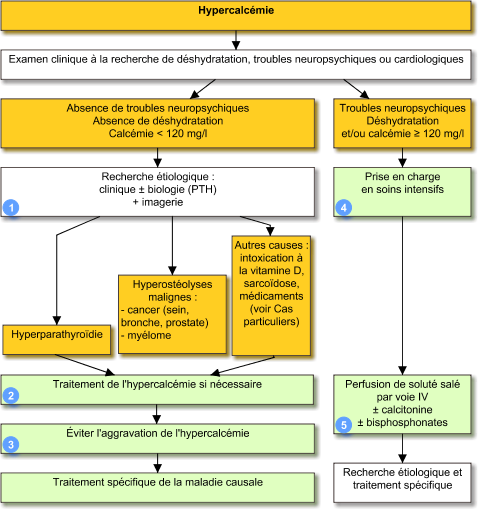 Hypercalcémie
Examen clinique à la recherche de déshydratation, troubles neuropsychiques ou cardiologiques
Absence de troubles neuropsychiques
Absence de déshydratation
Calcémie < 120 mg/l
Troubles neuropsychiques
Déshydratation
et/ou calcémie ≥ 120 mg/l
Recherche étiologique :
clinique ± biologie (PTH)
+ imagerie
1
Prise en charge
en soins intensifs
4
Hyperparathyroïdie
Hyperostéolyses
malignes :
- cancer (sein,
bronche, prostate)
- myélome
Autres causes :
intoxication à
la vitamine D,
sarcoïdose,
médicaments
(voir Cas
particuliers)
Traitement de l'hypercalcémie si nécessaire
2
Éviter l'aggravation de l'hypercalcémie
3
Traitement spécifique de la maladie causale
Perfusion de soluté salé
par voie IV
± calcitonine
± bisphosphonates
5
Recherche étiologique et
traitement spécifique